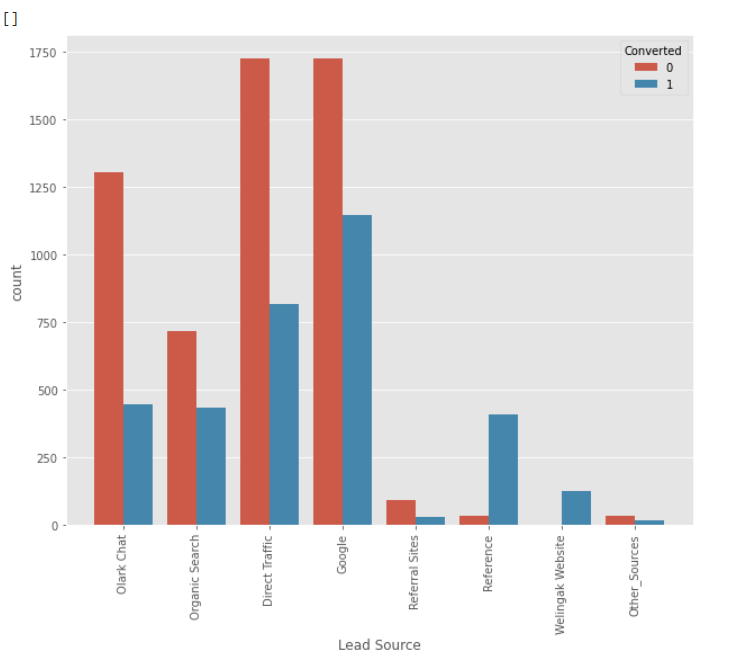 []
1750
1500
1250
1000
750
500
250
0
count
Converted
0
1
Olark Chat
Organic Search
Direct Traffic
Google
Referral Sites
Reference
Welingak Website
Other_Sources
Lead Source